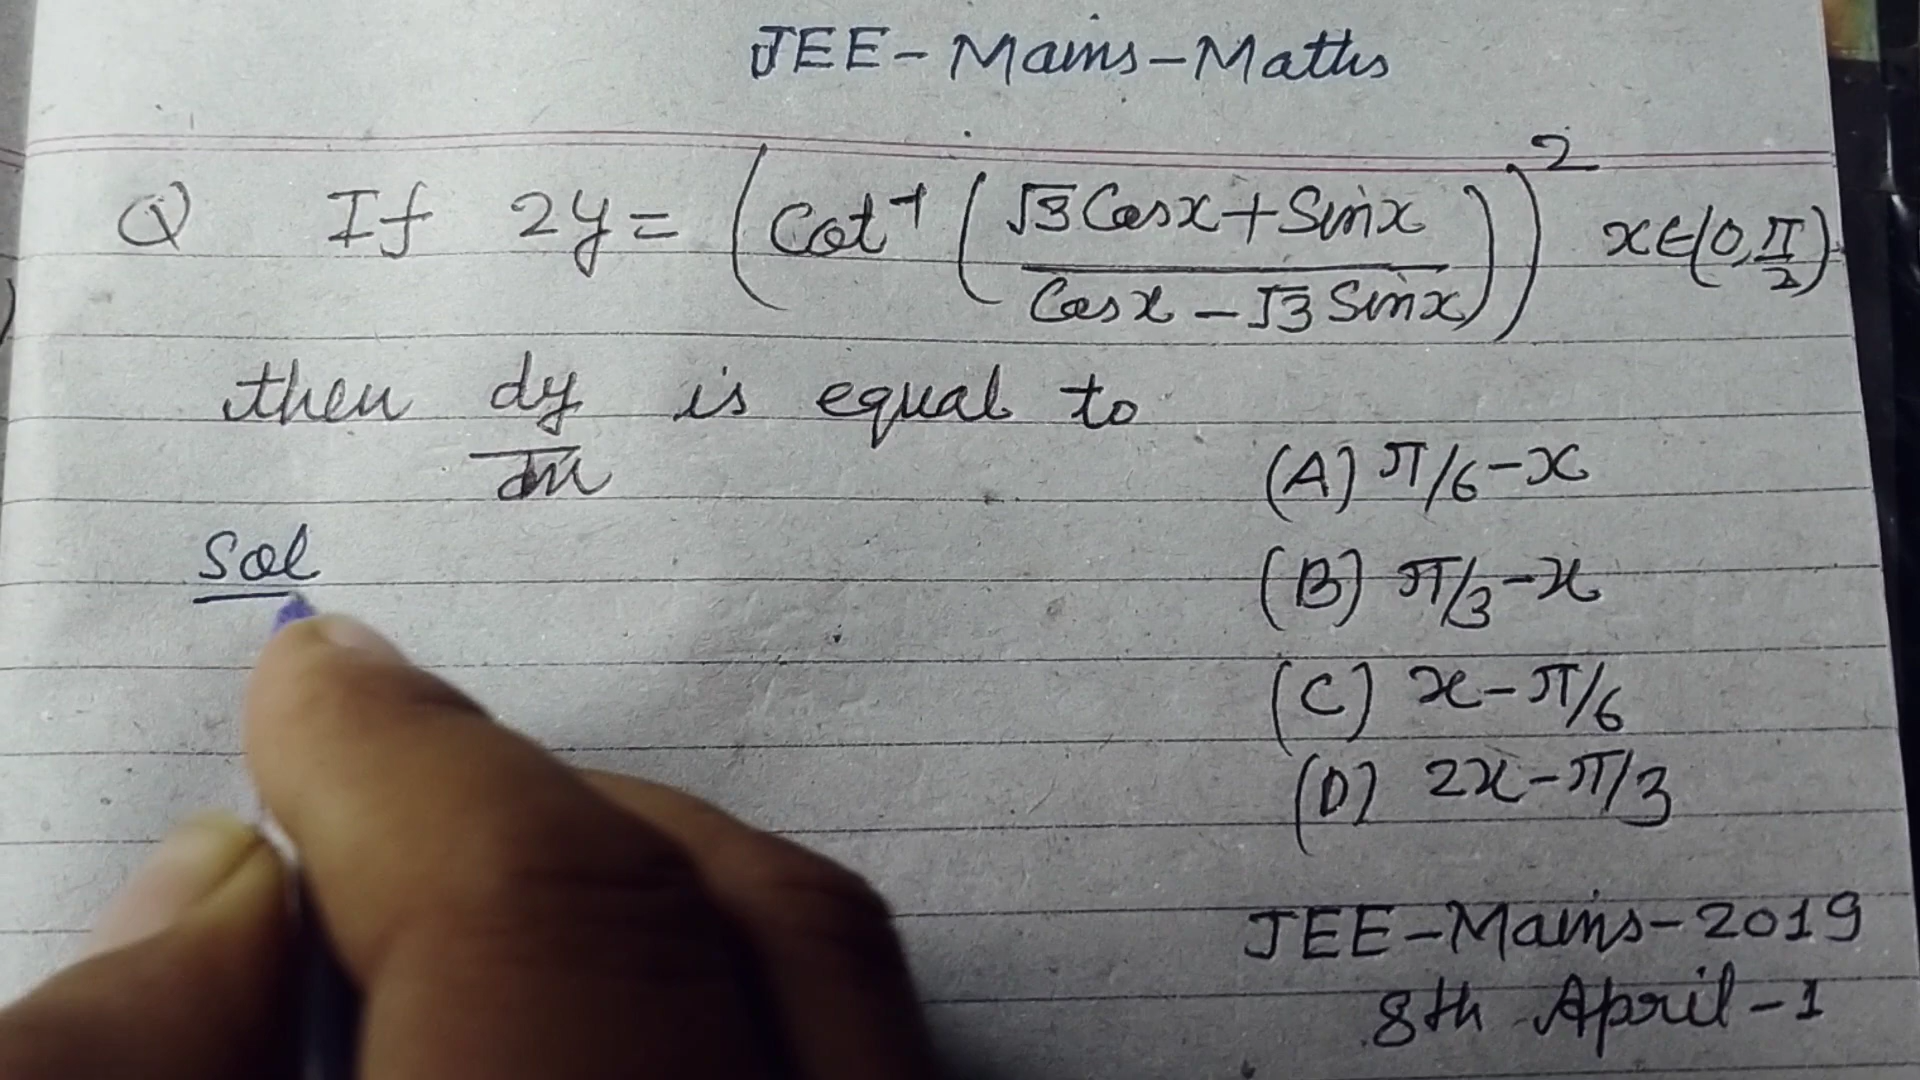 JEE-Mains-Maths
Q If 2y = (Cot⁻¹ (√3 Cosx + Sinx / Cosx - √3 Sinx))² x∈(0, π/2)
then dy/dx is equal to
(A) π/6 - x
Sol
(B) π/3 - x
(C) x - π/6
(D) 2x - π/3
JEE-Mains-2019
8th April-1